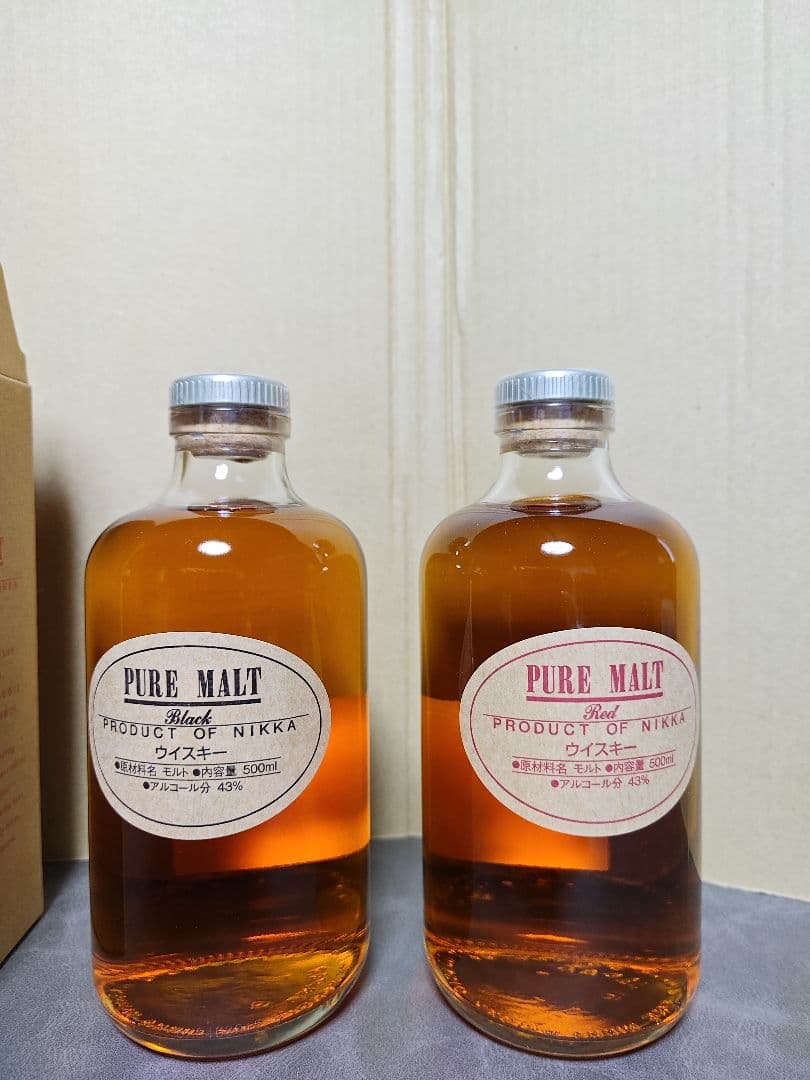 PURE MALT
Black
PRODUCT OF NIKKA
ウイスキー
●原材料名 モルト ●内容量 500ml
●アルコール分 43%
PURE MALT
Red
PRODUCT OF NIKKA
ウイスキー
●原材料名 モルト ●内容量 500ml
●アルコール分 43%